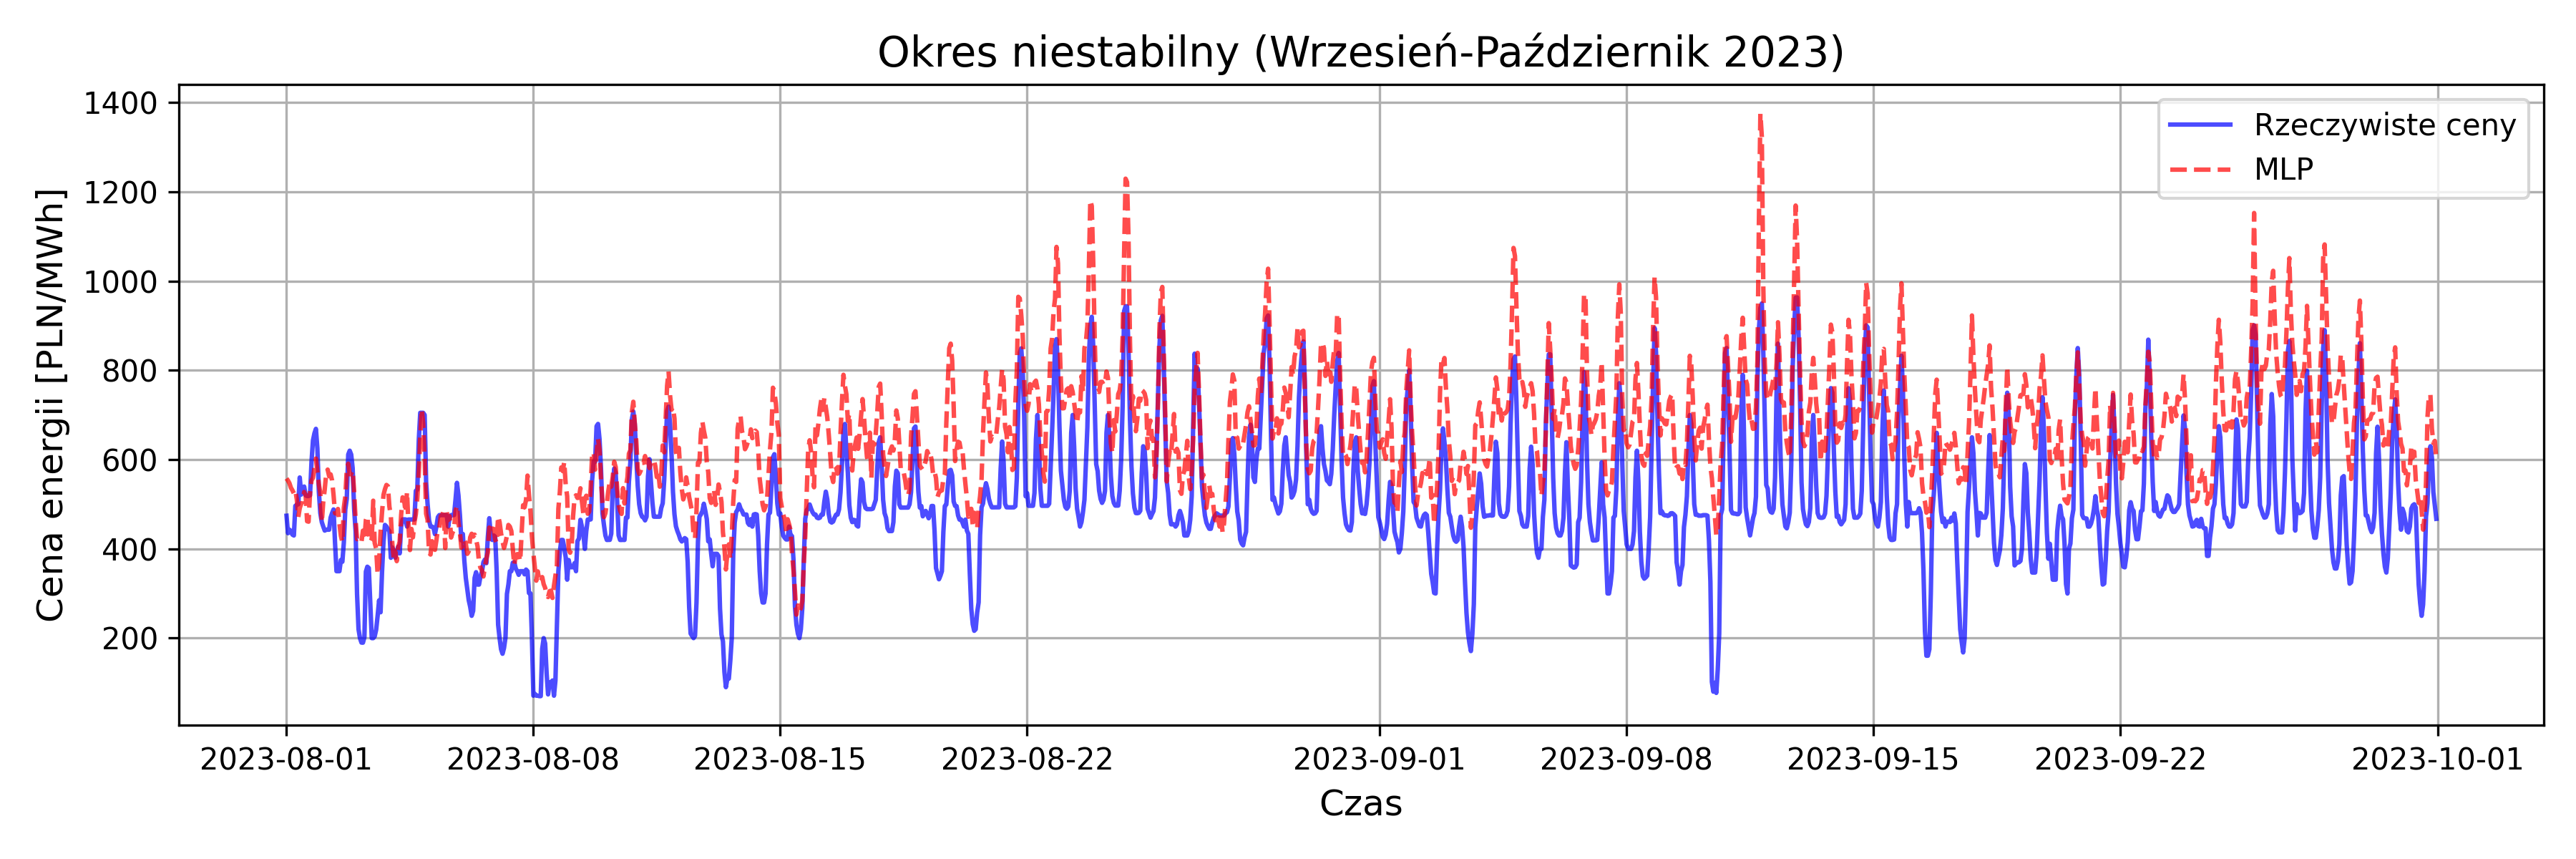 Okres niestabilny (Wrzesień-Październik 2023)
Cena energii [PLN/MWh]
1400
1200
1000
800
600
400
200
Rzeczywiste ceny
MLP
2023-08-01 2023-08-08 2023-08-15 2023-08-22 2023-09-01 2023-09-08 2023-09-15 2023-09-22 2023-10-01
Czas